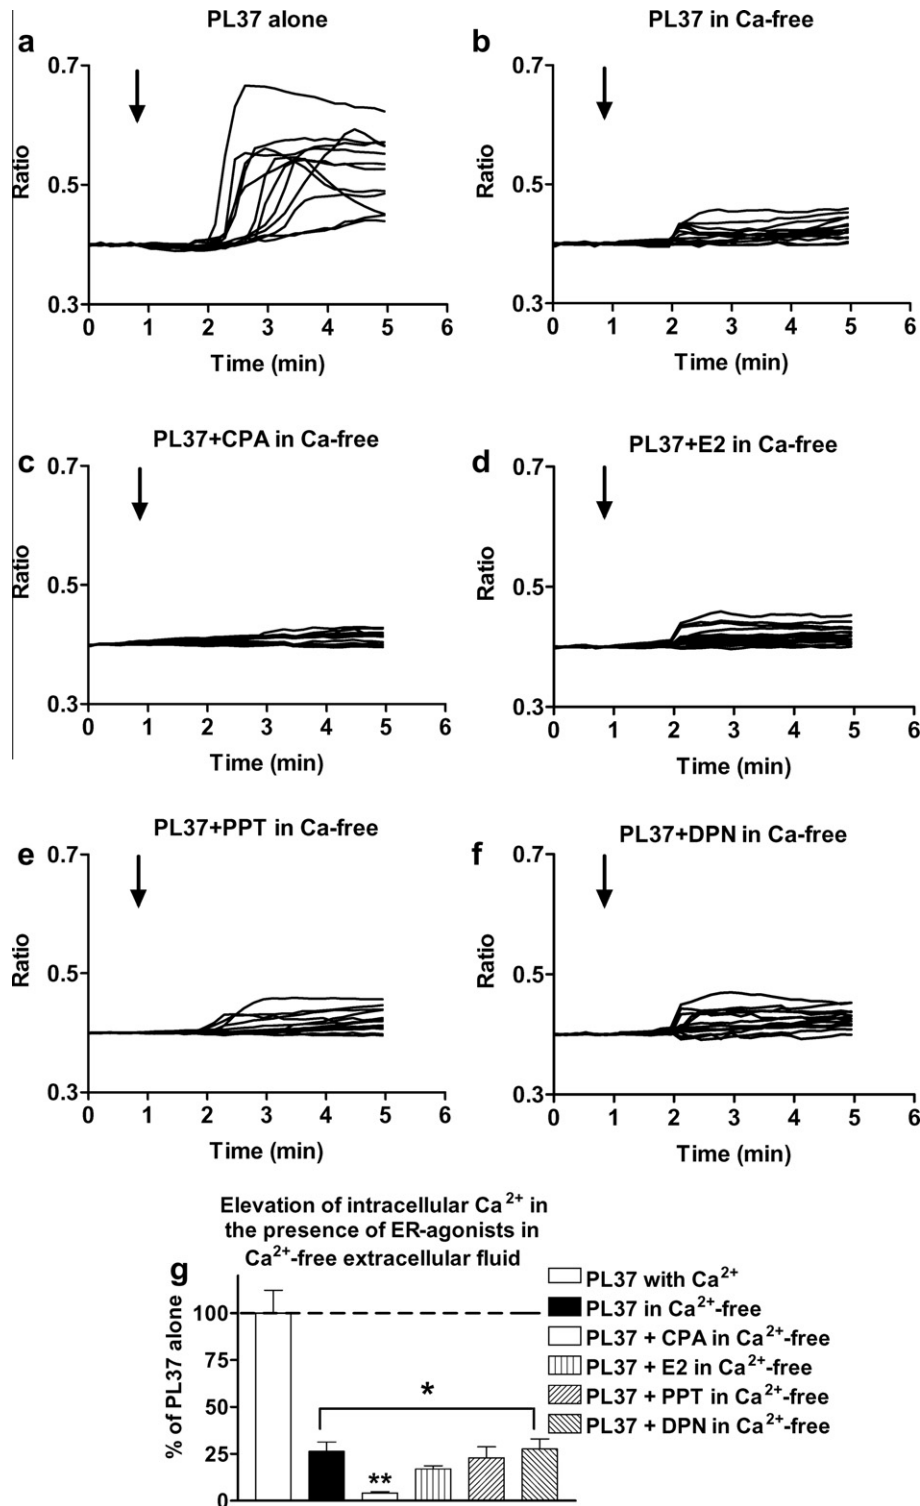 PL37 alone
a
0.7
0.5
0.3
Ratio
0 1 2 3 4 5 6
Time (min)
PL37 in Ca-free
b
0.7
0.5
0.3
Ratio
0 1 2 3 4 5 6
Time (min)
PL37+CPA in Ca-free
c
0.7
0.5
0.3
Ratio
0 1 2 3 4 5 6
Time (min)
PL37+E2 in Ca-free
d
0.7
0.5
0.3
Ratio
0 1 2 3 4 5 6
Time (min)
PL37+PPT in Ca-free
e
0.7
0.5
0.3
Ratio
0 1 2 3 4 5 6
Time (min)
PL37+DPN in Ca-free
f
0.7
0.5
0.3
Ratio
0 1 2 3 4 5 6
Time (min)
Elevation of intracellular Ca²⁺ in
the presence of ER-agonists in
Ca²⁺-free extracellular fluid
g
% of PL37 alone
100
75
50
25
0
*
**
PL37 with Ca²⁺
PL37 in Ca²⁺-free
PL37 + CPA in Ca²⁺-free
PL37 + E2 in Ca²⁺-free
PL37 + PPT in Ca²⁺-free
PL37 + DPN in Ca²⁺-free